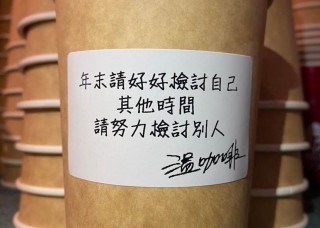 年末請好好檢討自己
其他時間
請努力檢討別人
溫咖啡